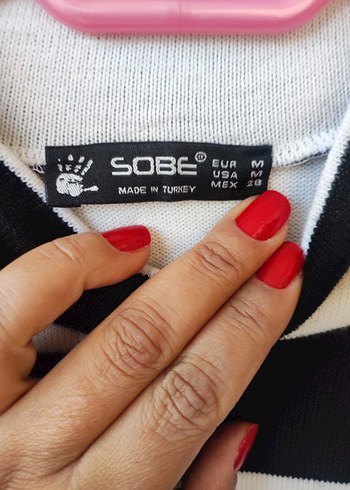 SOBE®
MADE IN TURKEY
EUR M
USA M
MEX 28